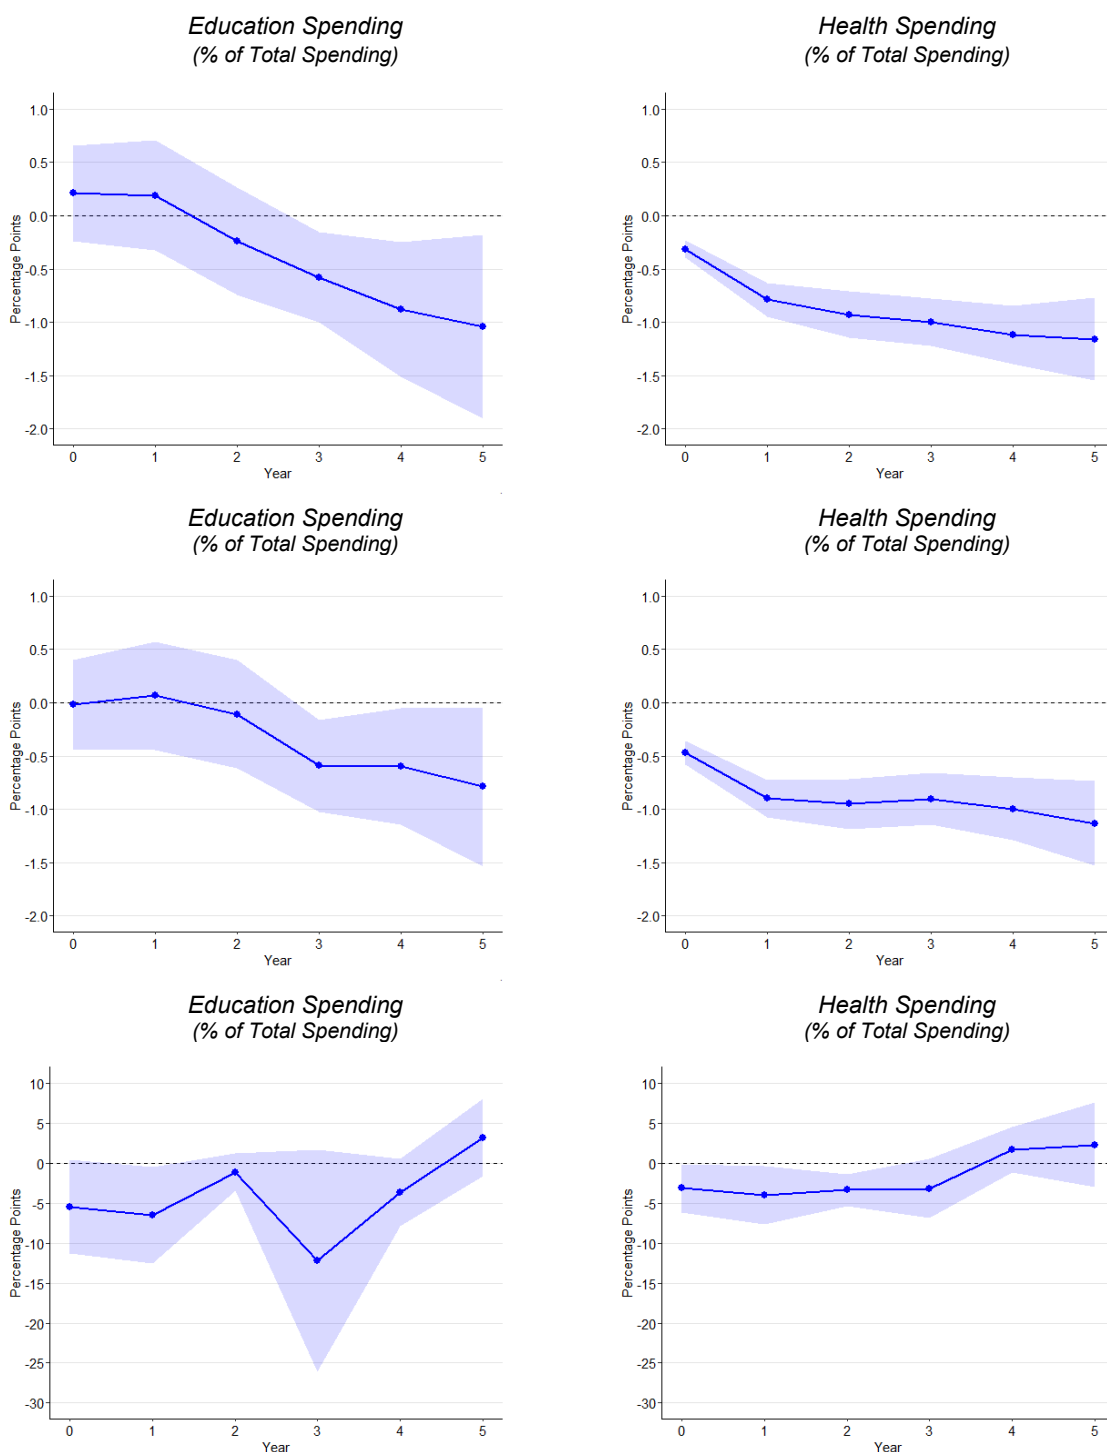 Education Spending
(% of Total Spending)
Percentage Points
1.0
0.5
0.0
-0.5
-1.0
-1.5
-2.0
0 1 2 3 4 5
Year
Health Spending
(% of Total Spending)
Percentage Points
1.0
0.5
0.0
-0.5
-1.0
-1.5
-2.0
0 1 2 3 4 5
Year
Education Spending
(% of Total Spending)
Percentage Points
1.0
0.5
0.0
-0.5
-1.0
-1.5
-2.0
0 1 2 3 4 5
Year
Health Spending
(% of Total Spending)
Percentage Points
1.0
0.5
0.0
-0.5
-1.0
-1.5
-2.0
0 1 2 3 4 5
Year
Education Spending
(% of Total Spending)
Percentage Points
10
5
0
-5
-10
-15
-20
-25
-30
0 1 2 3 4 5
Year
Health Spending
(% of Total Spending)
Percentage Points
10
5
0
-5
-10
-15
-20
-25
-30
0 1 2 3 4 5
Year